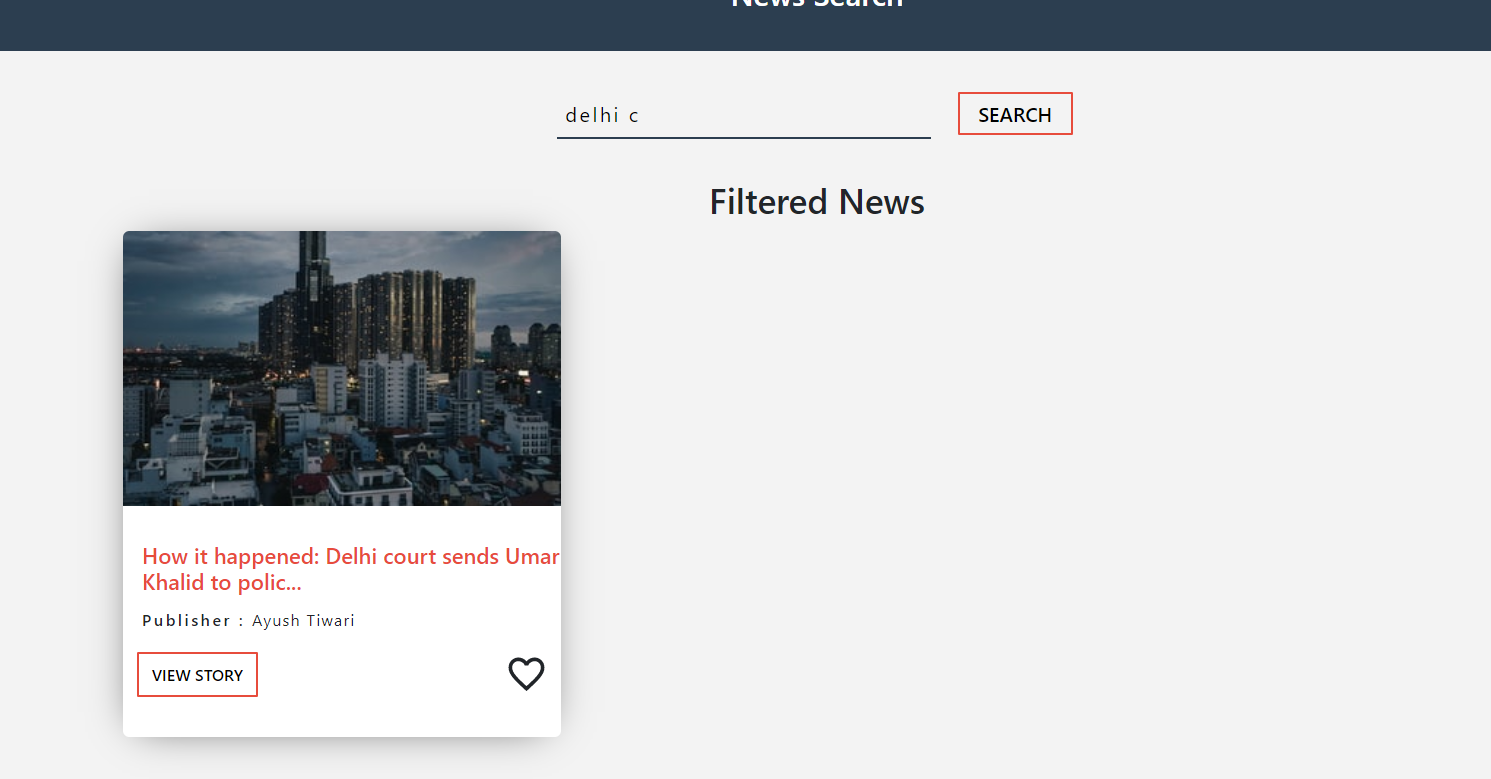 News Search
delhi c
SEARCH
Filtered News
How it happened: Delhi court sends Umar
Khalid to polic...
Publisher : Ayush Tiwari
VIEW STORY